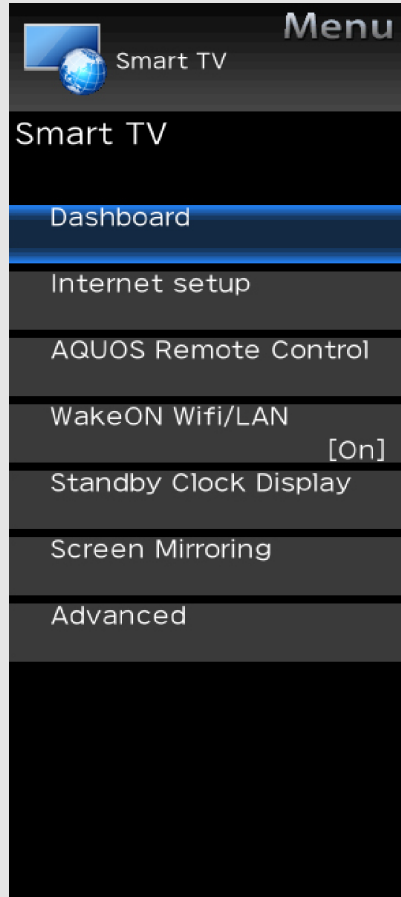 Menu
Smart TV
Smart TV
Dashboard
Internet setup
AQUOS Remote Control
WakeON Wifi/LAN
[On]
Standby Clock Display
Screen Mirroring
Advanced